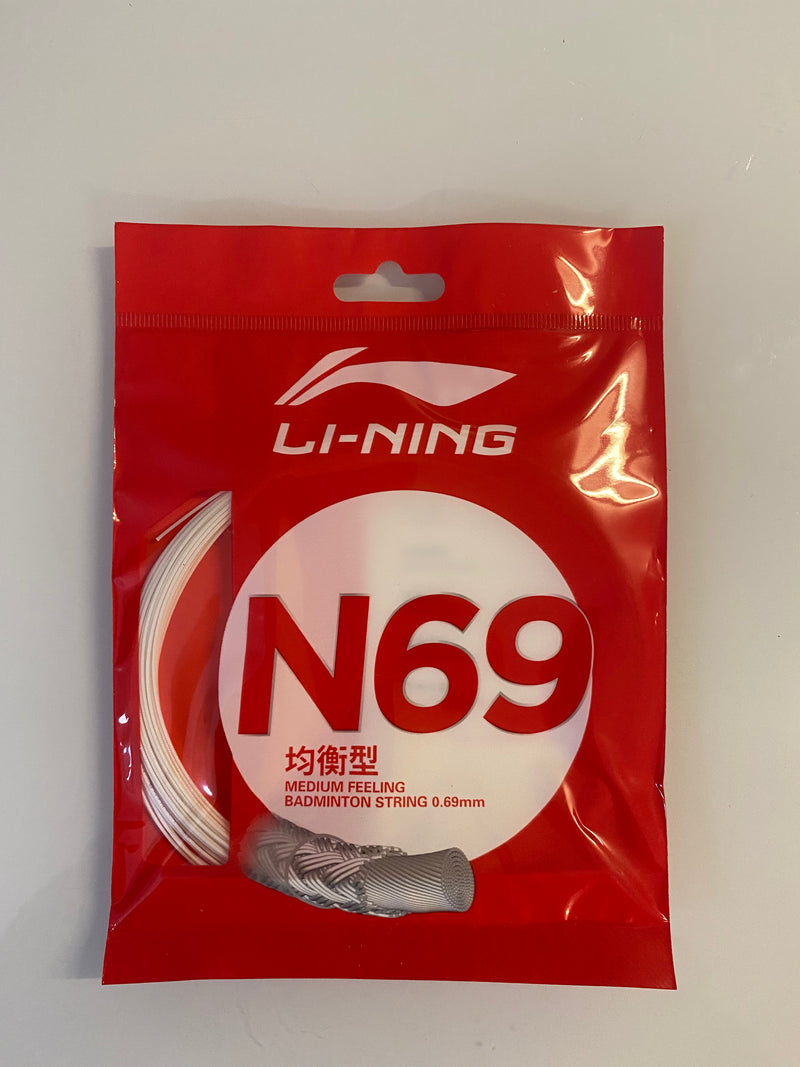 LI-NING
N69
均衡型
MEDIUM FEELING
BADMINTON STRING 0.69mm